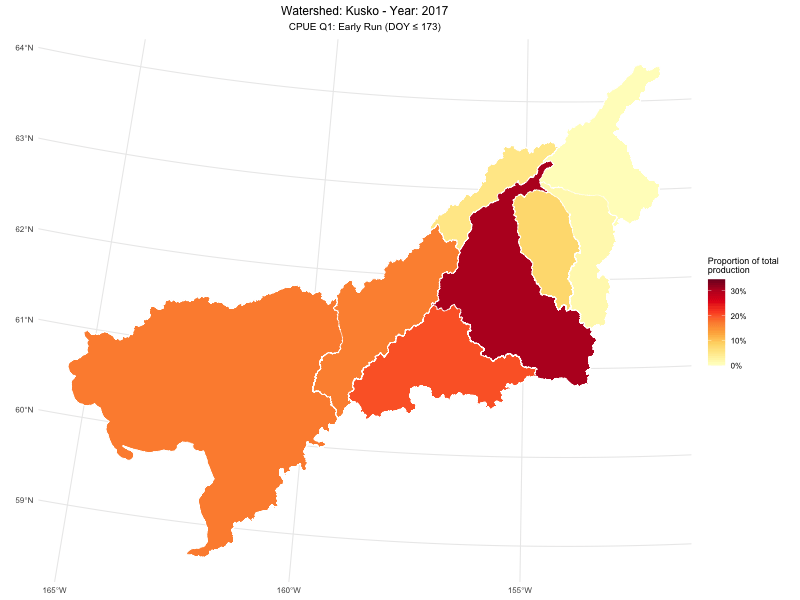 Watershed: Kusko - Year: 2017
CPUE Q1: Early Run (DOY ≤ 173)
64°N
63°N
62°N
61°N
60°N
59°N
165°W
160°W
155°W
Proportion of total
production
30%
20%
10%
0%